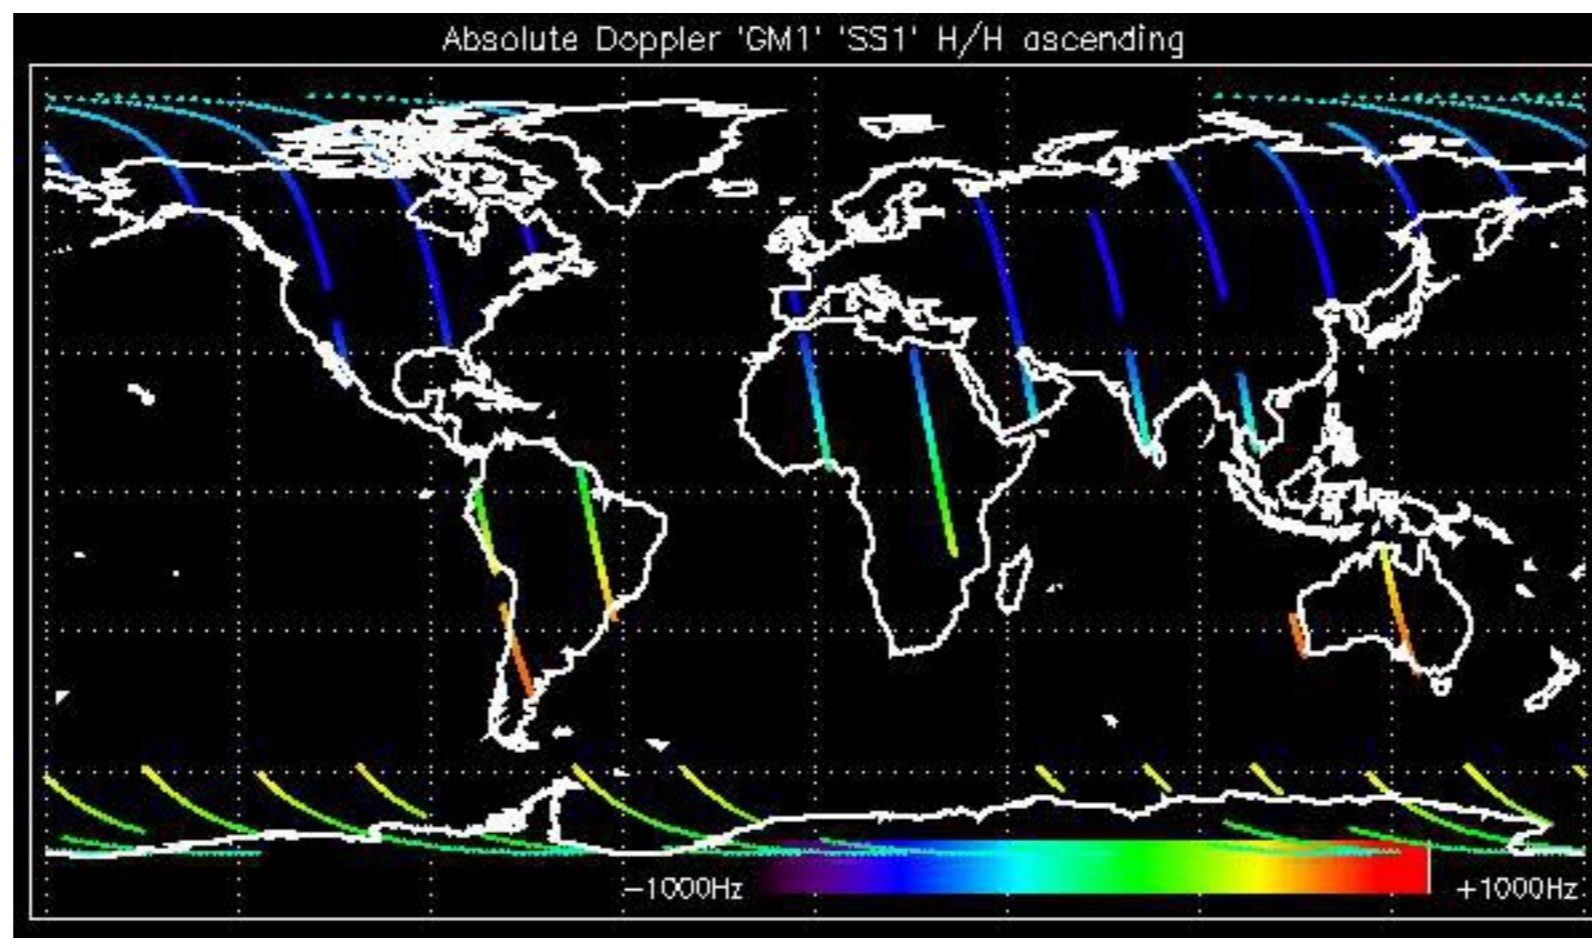 Absolute Doppler 'GM1' 'SS1' H/H ascending
−1000Hz
+1000Hz